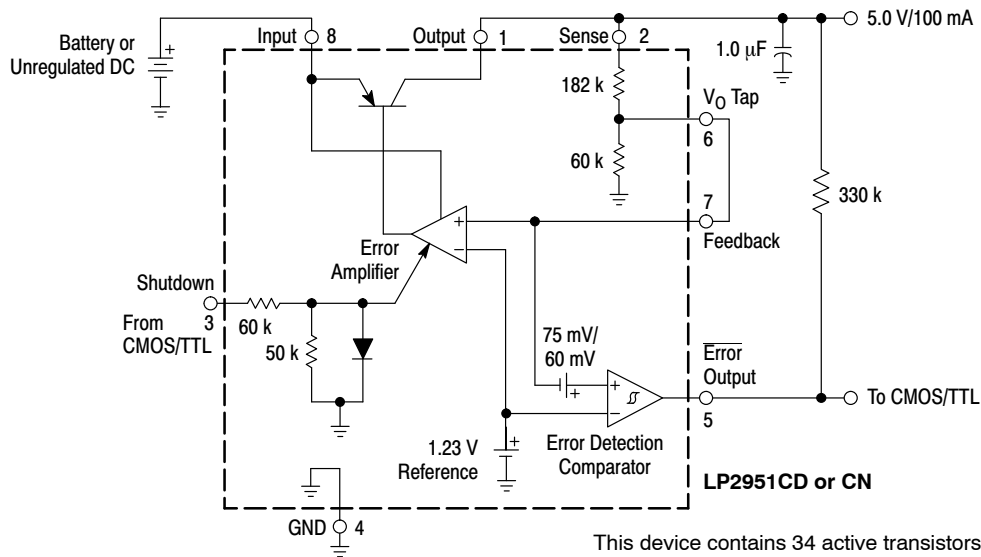 Battery or
Unregulated DC
+
Input
8
Output
1
Sense
2
5.0 V/100 mA
1.0 μF
182 k
VO Tap
6
60 k
7
Feedback
330 k
+
−
Error
Amplifier
Shutdown
3
From
CMOS/TTL
60 k
50 k
75 mV/
60 mV
+
+
−
Error
Output
5
To CMOS/TTL
1.23 V
Reference
+
Error Detection
Comparator
LP2951CD or CN
GND
4
This device contains 34 active transistors